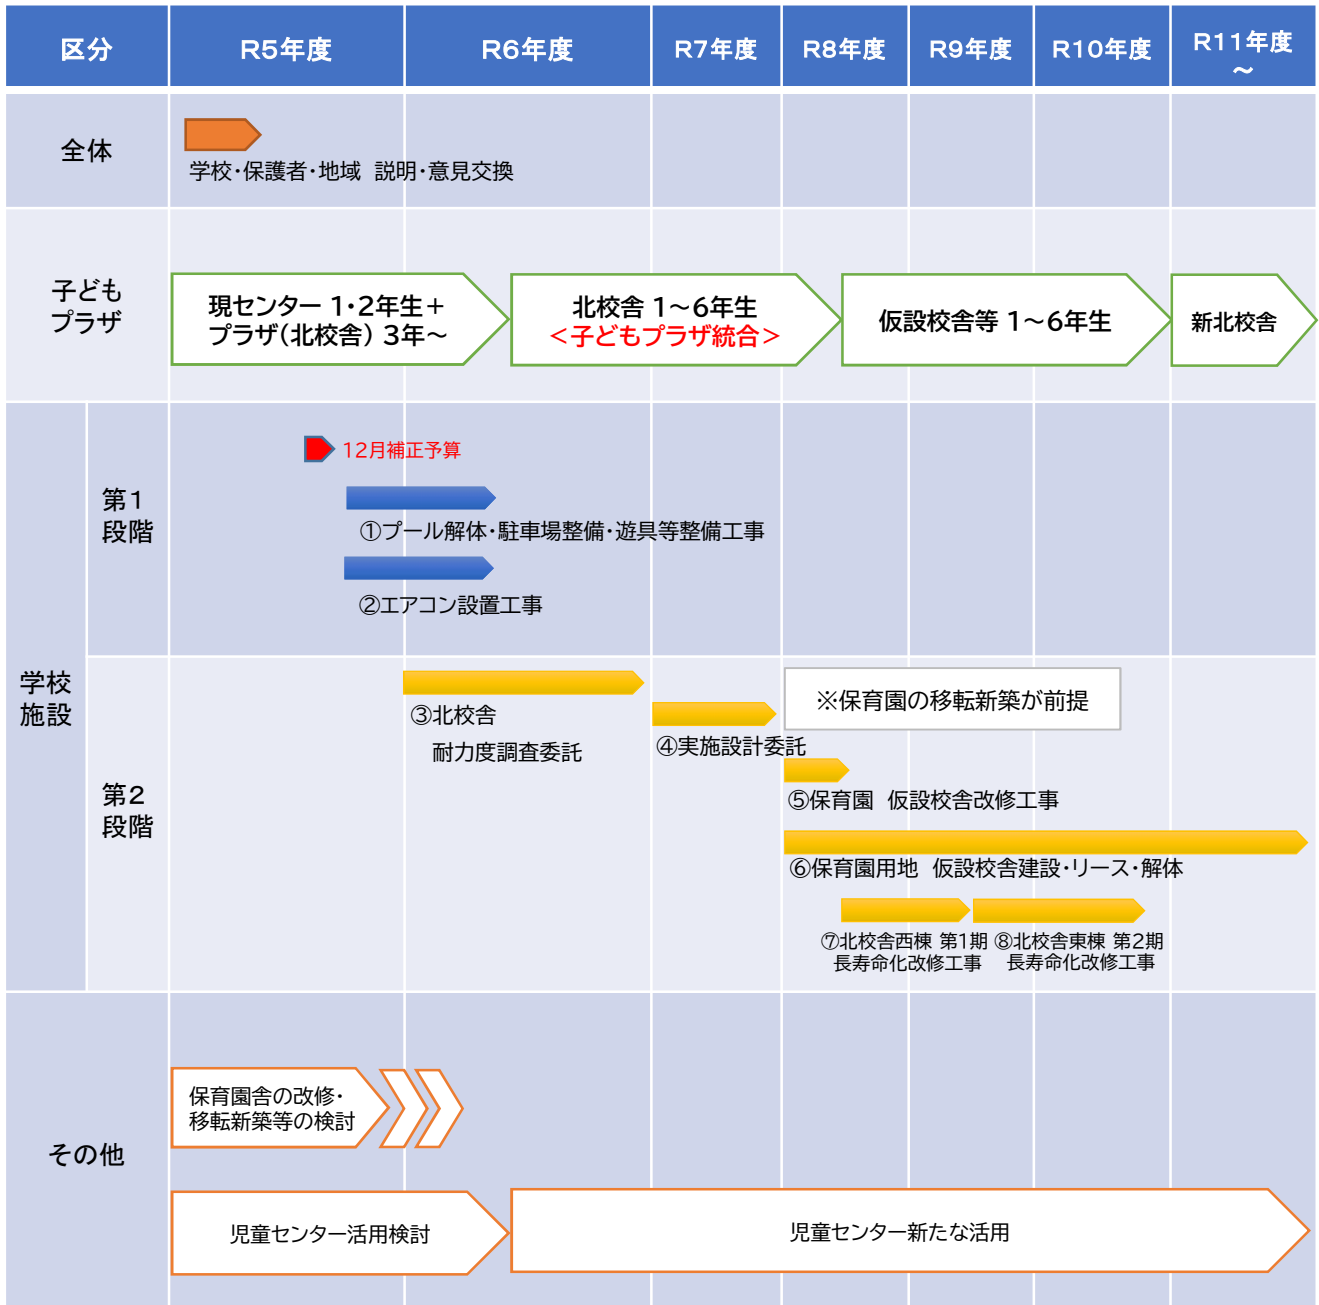 区分
R5年度
R6年度
R7年度
R8年度
R9年度
R10年度
R11年度
～
全体
学校・保護者・地域 説明・意見交換
子ども
プラザ
現センター 1・2年生＋
プラザ(北校舎) 3年～
北校舎 1～6年生
＜子どもプラザ統合＞
仮設校舎等 1～6年生
新北校舎
学校
施設
第1
段階
12月補正予算
①プール解体・駐車場整備・遊具等整備工事
②エアコン設置工事
第2
段階
③北校舎
耐力度調査委託
④実施設計委託
※保育園の移転新築が前提
⑤保育園 仮設校舎改修工事
⑥保育園用地 仮設校舎建設・リース・解体
⑦北校舎西棟 第1期
長寿命化改修工事
⑧北校舎東棟 第2期
長寿命化改修工事
その他
保育園舎の改修・
移転新築等の検討
児童センター活用検討
児童センター新たな活用